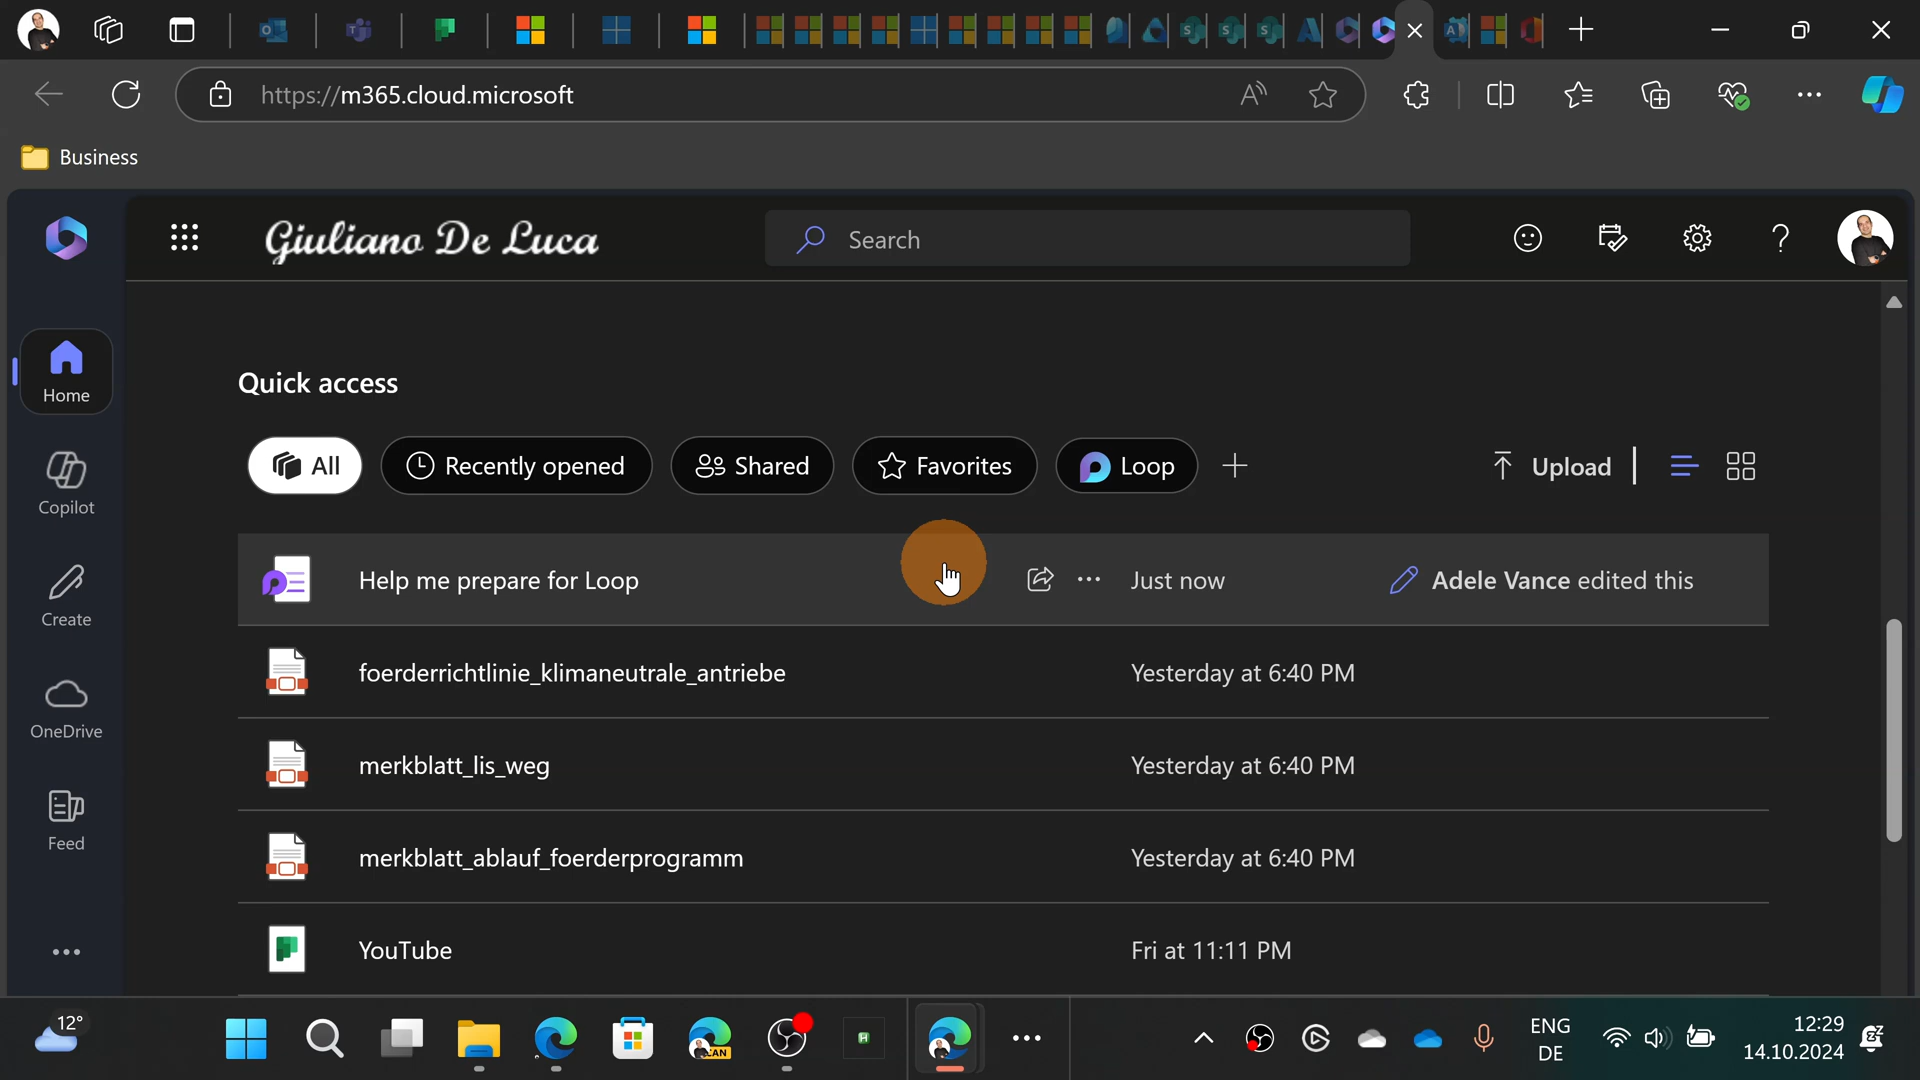 https://m365.cloud.microsoft
Business
Giuliano De Luca
Search
Home
Copilot
Create
OneDrive
Feed
Quick access
All
Recently opened
Shared
Favorites
Loop
Upload
Help me prepare for Loop
Just now
Adele Vance edited this
foerderrichtlinie_klimaneutrale_antriebe
Yesterday at 6:40 PM
merkblatt_lis_weg
Yesterday at 6:40 PM
merkblatt_ablauf_foerderprogramm
Yesterday at 6:40 PM
YouTube
Fri at 11:11 PM
12°
CAN
ENG
DE
12:29
14.10.2024